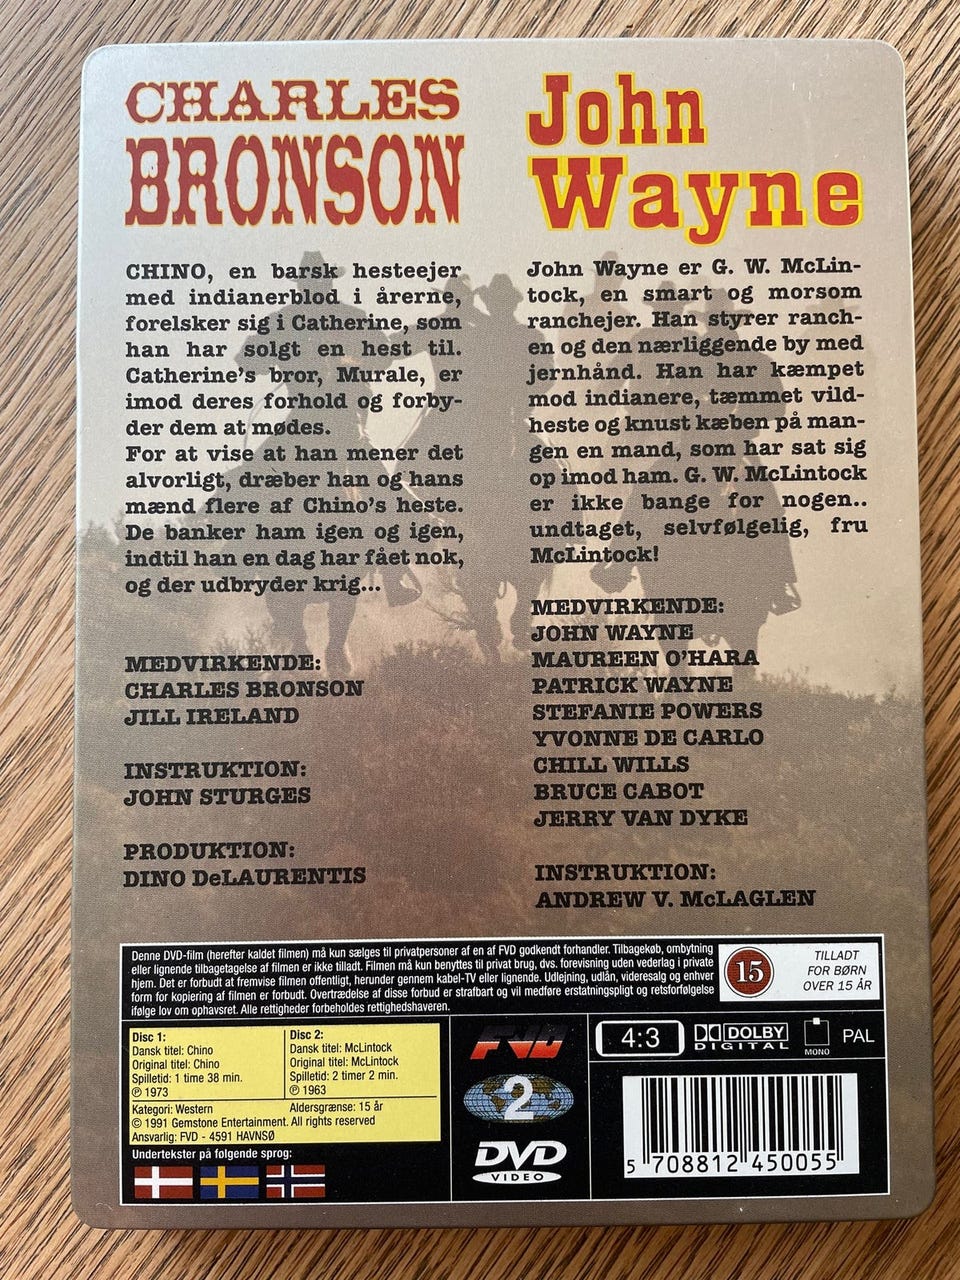 CHARLES
BRONSON
CHINO, en barsk hesteejer
med indianerblod i årerne,
forelsker sig i Catherine, som
han har solgt en hest til.
Catherine's bror, Murale, er
imod deres forhold og forby-
der dem at mødes.
For at vise at han mener det
alvorligt, dræber han og hans
mænd flere af Chino's heste.
De banker ham igen og igen,
indtil han en dag har fået nok,
og der udbryder krig...
MEDVIRKENDE:
CHARLES BRONSON
JILL IRELAND
INSTRUKTION:
JOHN STURGES
PRODUKTION:
DINO DeLAURENTIS
John
Wayne
John Wayne er G. W. McLin-
tock, en smart og morsom
ranchejer. Han styrer ranch-
en og den nærliggende by med
jernhånd. Han har kæmpet
mod indianere, tæmmet vild-
heste og knust kæben på man-
gen en mand, som har sat sig
op imod ham. G. W. McLintock
er ikke bange for nogen..
undtaget, selvfølgelig, fru
McLintock!
MEDVIRKENDE:
JOHN WAYNE
MAUREEN O'HARA
PATRICK WAYNE
STEFANIE POWERS
YVONNE DE CARLO
CHILL WILLS
BRUCE CABOT
JERRY VAN DYKE
INSTRUKTION:
ANDREW V. McLAGLEN
Denne DVD-film (herefter kaldet filmen) må kun sælges til privatpersoner af en af FVD godkendt forhandler. Tilbagekøb, ombytning
eller lignende tilbagetagelse af filmen er ikke tilladt. Filmen må kun benyttes til privat brug, dvs. forevisning uden vederlag i private
hjem. Det er forbudt at fremvise filmen offentligt, herunder gennem kabel-TV eller lignende. Udlejning, udlån, videresalg og enhver
form for kopiering af filmen er forbudt. Overtrædelse af disse forbud er strafbart og vil medføre erstatningspligt og retsforfølgelse
ifølge lov om ophavsret. Alle rettigheder forbeholdes rettighedshaveren.
15
TILLADT
FOR BØRN
OVER 15 ÅR
Disc 1:
Dansk titel: Chino
Original titel: Chino
Spilletid: 1 time 38 min.
℗ 1973
Disc 2:
Dansk titel: McLintock
Original titel: McLintock
Spilletid: 2 timer 2 min.
℗ 1963
Kategori: Western Aldersgrænse: 15 år
© 1991 Gemstone Entertainment. All rights reserved
Ansvarlig: FVD - 4591 HAVNSØ
Undertekster på følgende sprog:
FVD
2
DVD
VIDEO
4:3
DOLBY
DIGITAL
MONO
PAL
5 708812 450055